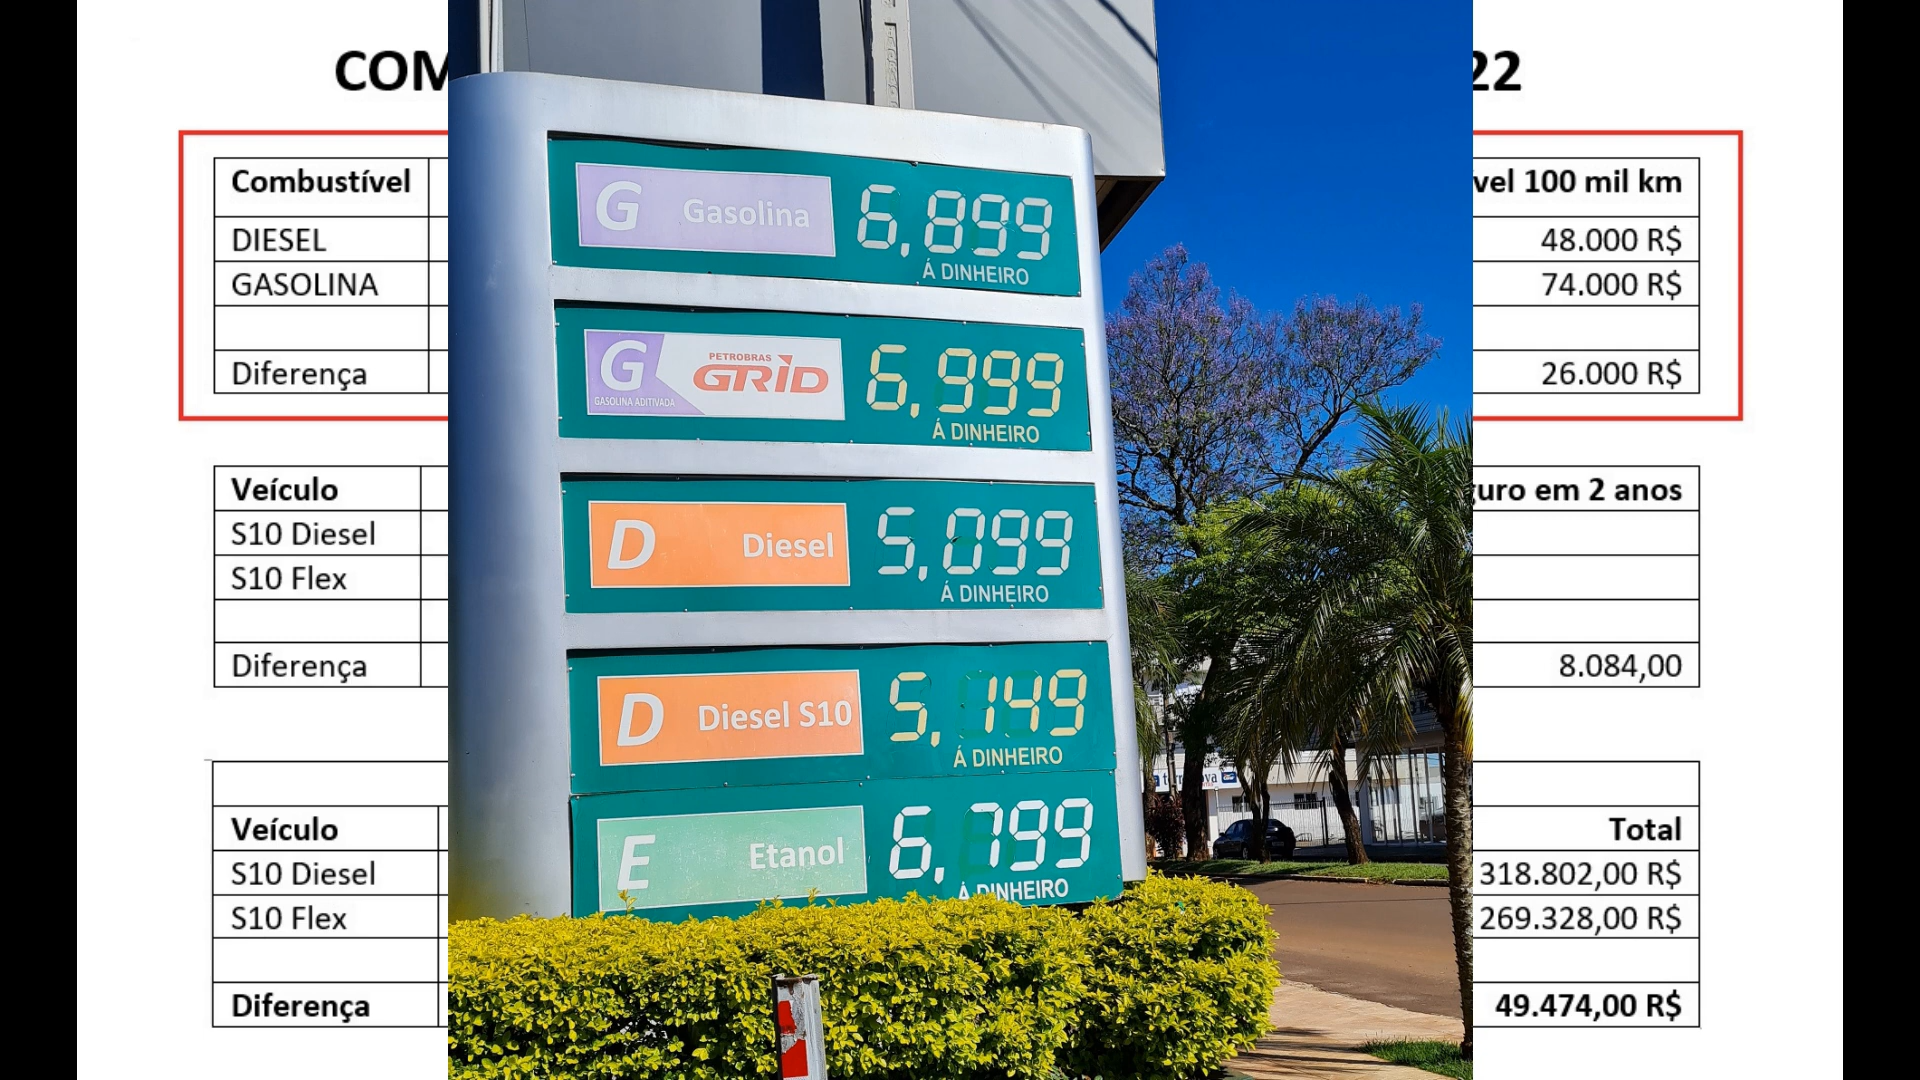 COM
22
Combustível
vel 100 mil km
DIESEL
48.000 R$
GASOLINA
74.000 R$
Diferença
26.000 R$
G Gasolina 6,899
Á DINHEIRO
G PETROBRAS GRID 6,999
GASOLINA ADITIVADA
Á DINHEIRO
D Diesel 5,099
Á DINHEIRO
D Diesel S10 5,149
Á DINHEIRO
E Etanol 6,799
Á DINHEIRO
Veículo
uro em 2 anos
S10 Diesel
S10 Flex
Diferença
8.084,00
Veículo
Total
S10 Diesel
318.802,00 R$
S10 Flex
269.328,00 R$
Diferença
49.474,00 R$